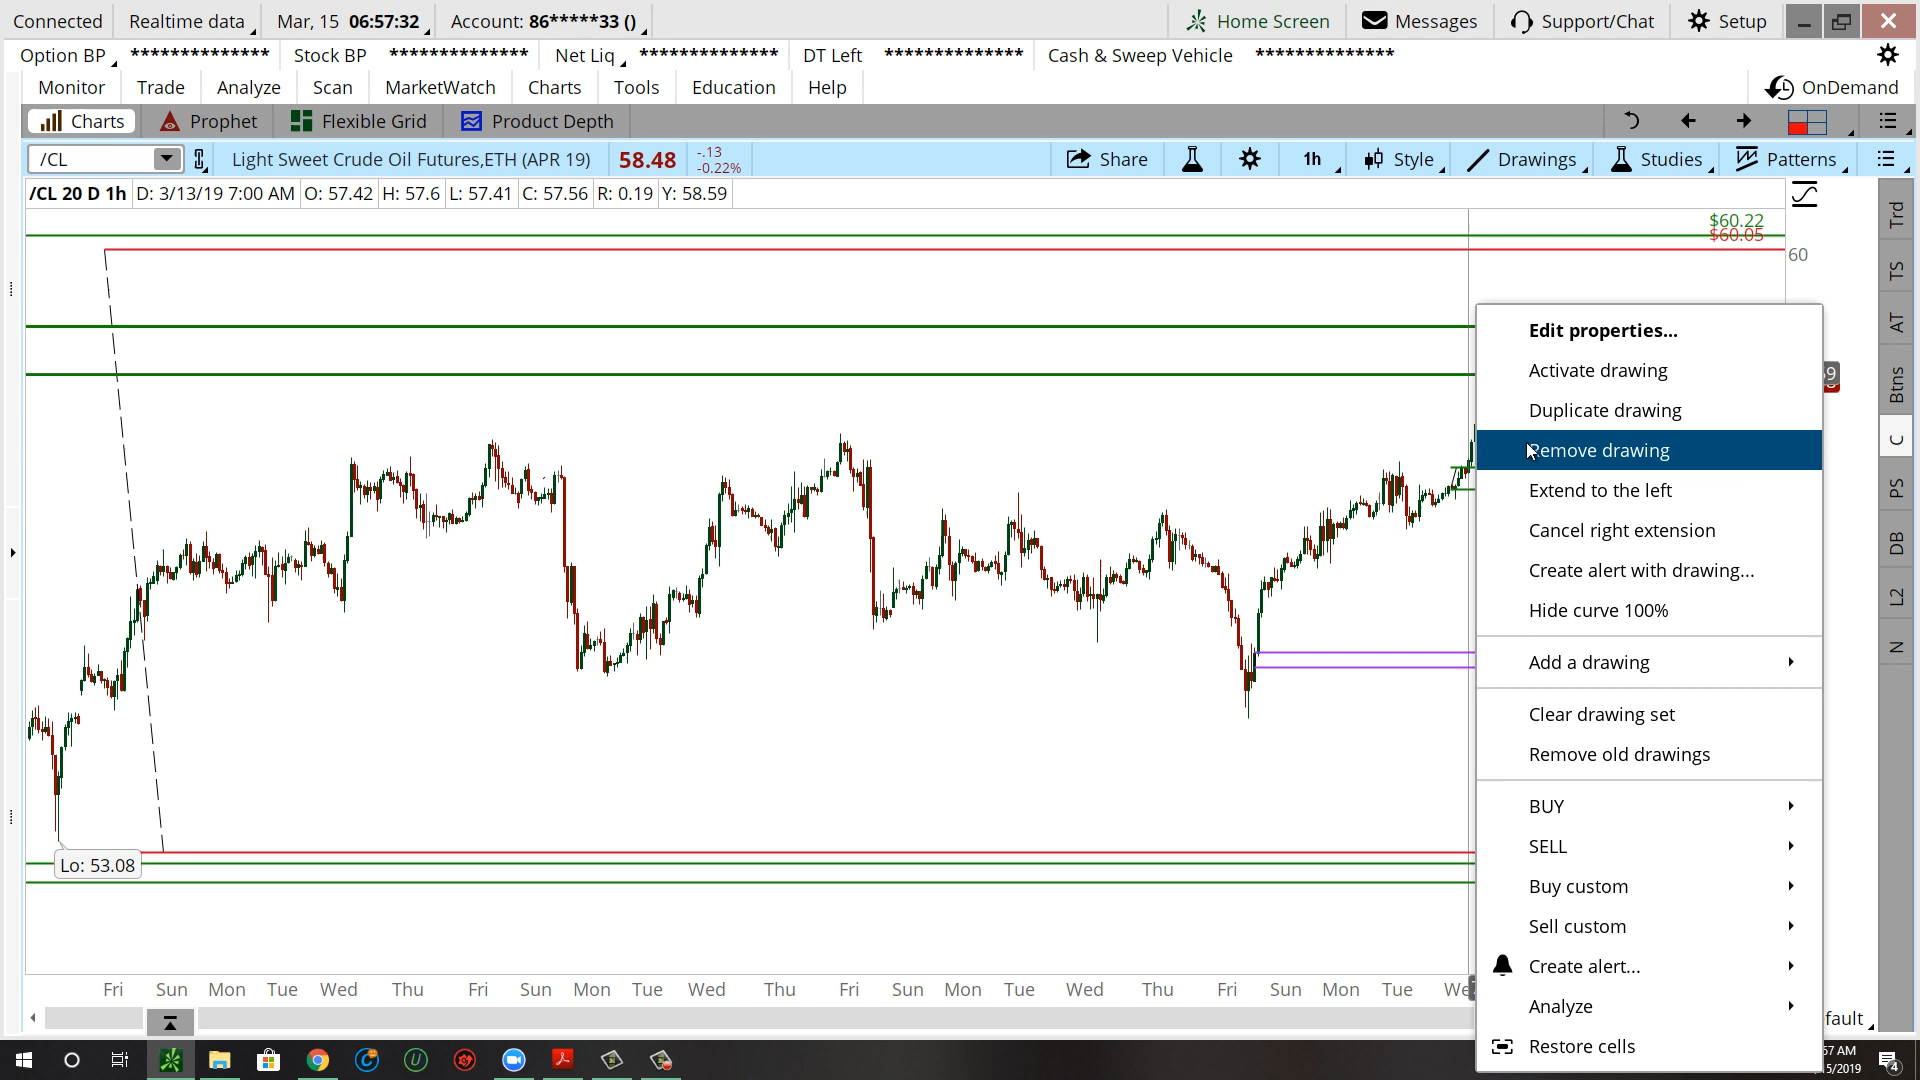 Connected Realtime data Mar, 15 06:57:32 Account: 86*****33 () Home Screen Messages Support/Chat Setup
Option BP ************** Stock BP ************** Net Liq ************** DT Left ************** Cash & Sweep Vehicle **************
Monitor Trade Analyze Scan MarketWatch Charts Tools Education Help OnDemand
Charts Prophet Flexible Grid Product Depth
/CL Light Sweet Crude Oil Futures,ETH (APR 19) 58.48 -.13 -0.22% Share 1h Style Drawings Studies Patterns
/CL 20 D 1h D: 3/13/19 7:00 AM O: 57.42 H: 57.6 L: 57.41 C: 57.56 R: 0.19 Y: 58.59
$60.22
$60.05
60
Trd
TS
AT
Btns
C
PS
DB
L2
N
Edit properties...
Activate drawing
Duplicate drawing
Remove drawing
Extend to the left
Cancel right extension
Create alert with drawing...
Hide curve 100%
Add a drawing
Clear drawing set
Remove old drawings
BUY
SELL
Buy custom
Sell custom
Create alert...
Analyze
Restore cells
Lo: 53.08
Fri Sun Mon Tue Wed Thu Fri Sun Mon Tue Wed Thu Fri Sun Mon Tue Wed Thu Fri Sun Mon Tue We
fault
57 AM
15/2019
4